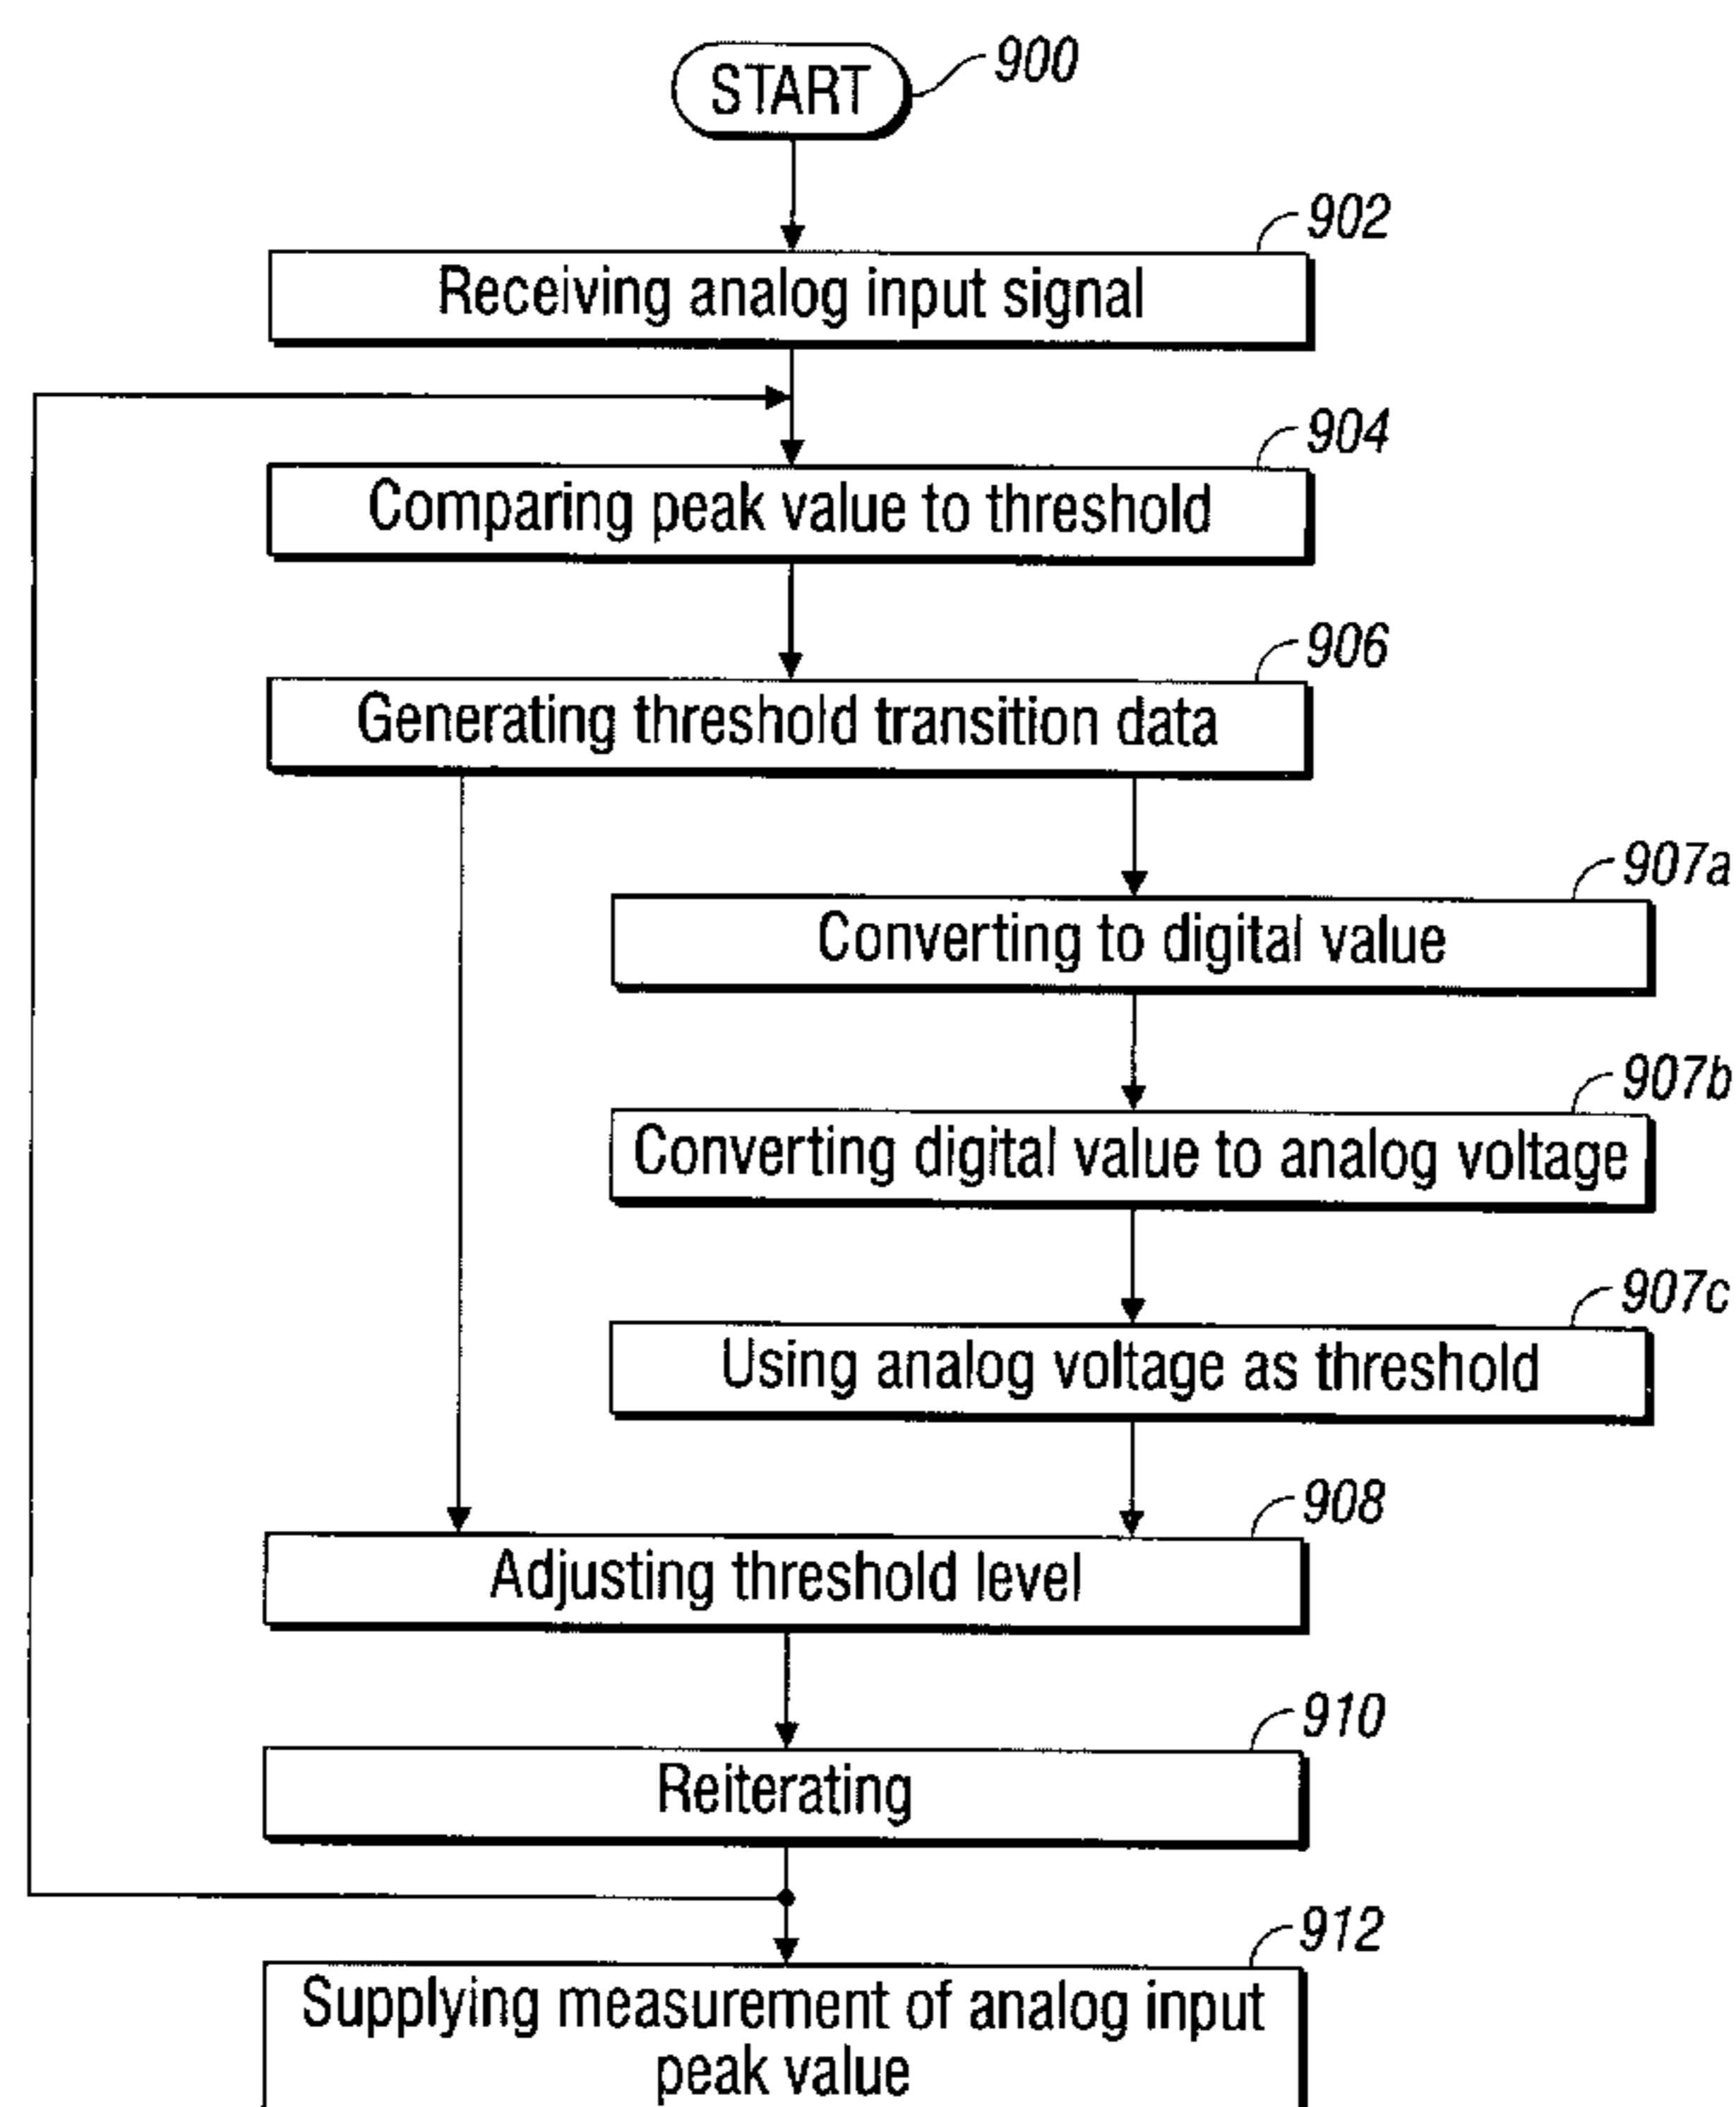 START
900
902
Receiving analog input signal
904
Comparing peak value to threshold
906
Generating threshold transition data
907a
Converting to digital value
907b
Converting digital value to analog voltage
907c
Using analog voltage as threshold
908
Adjusting threshold level
910
Reiterating
912
Supplying measurement of analog input
peak value